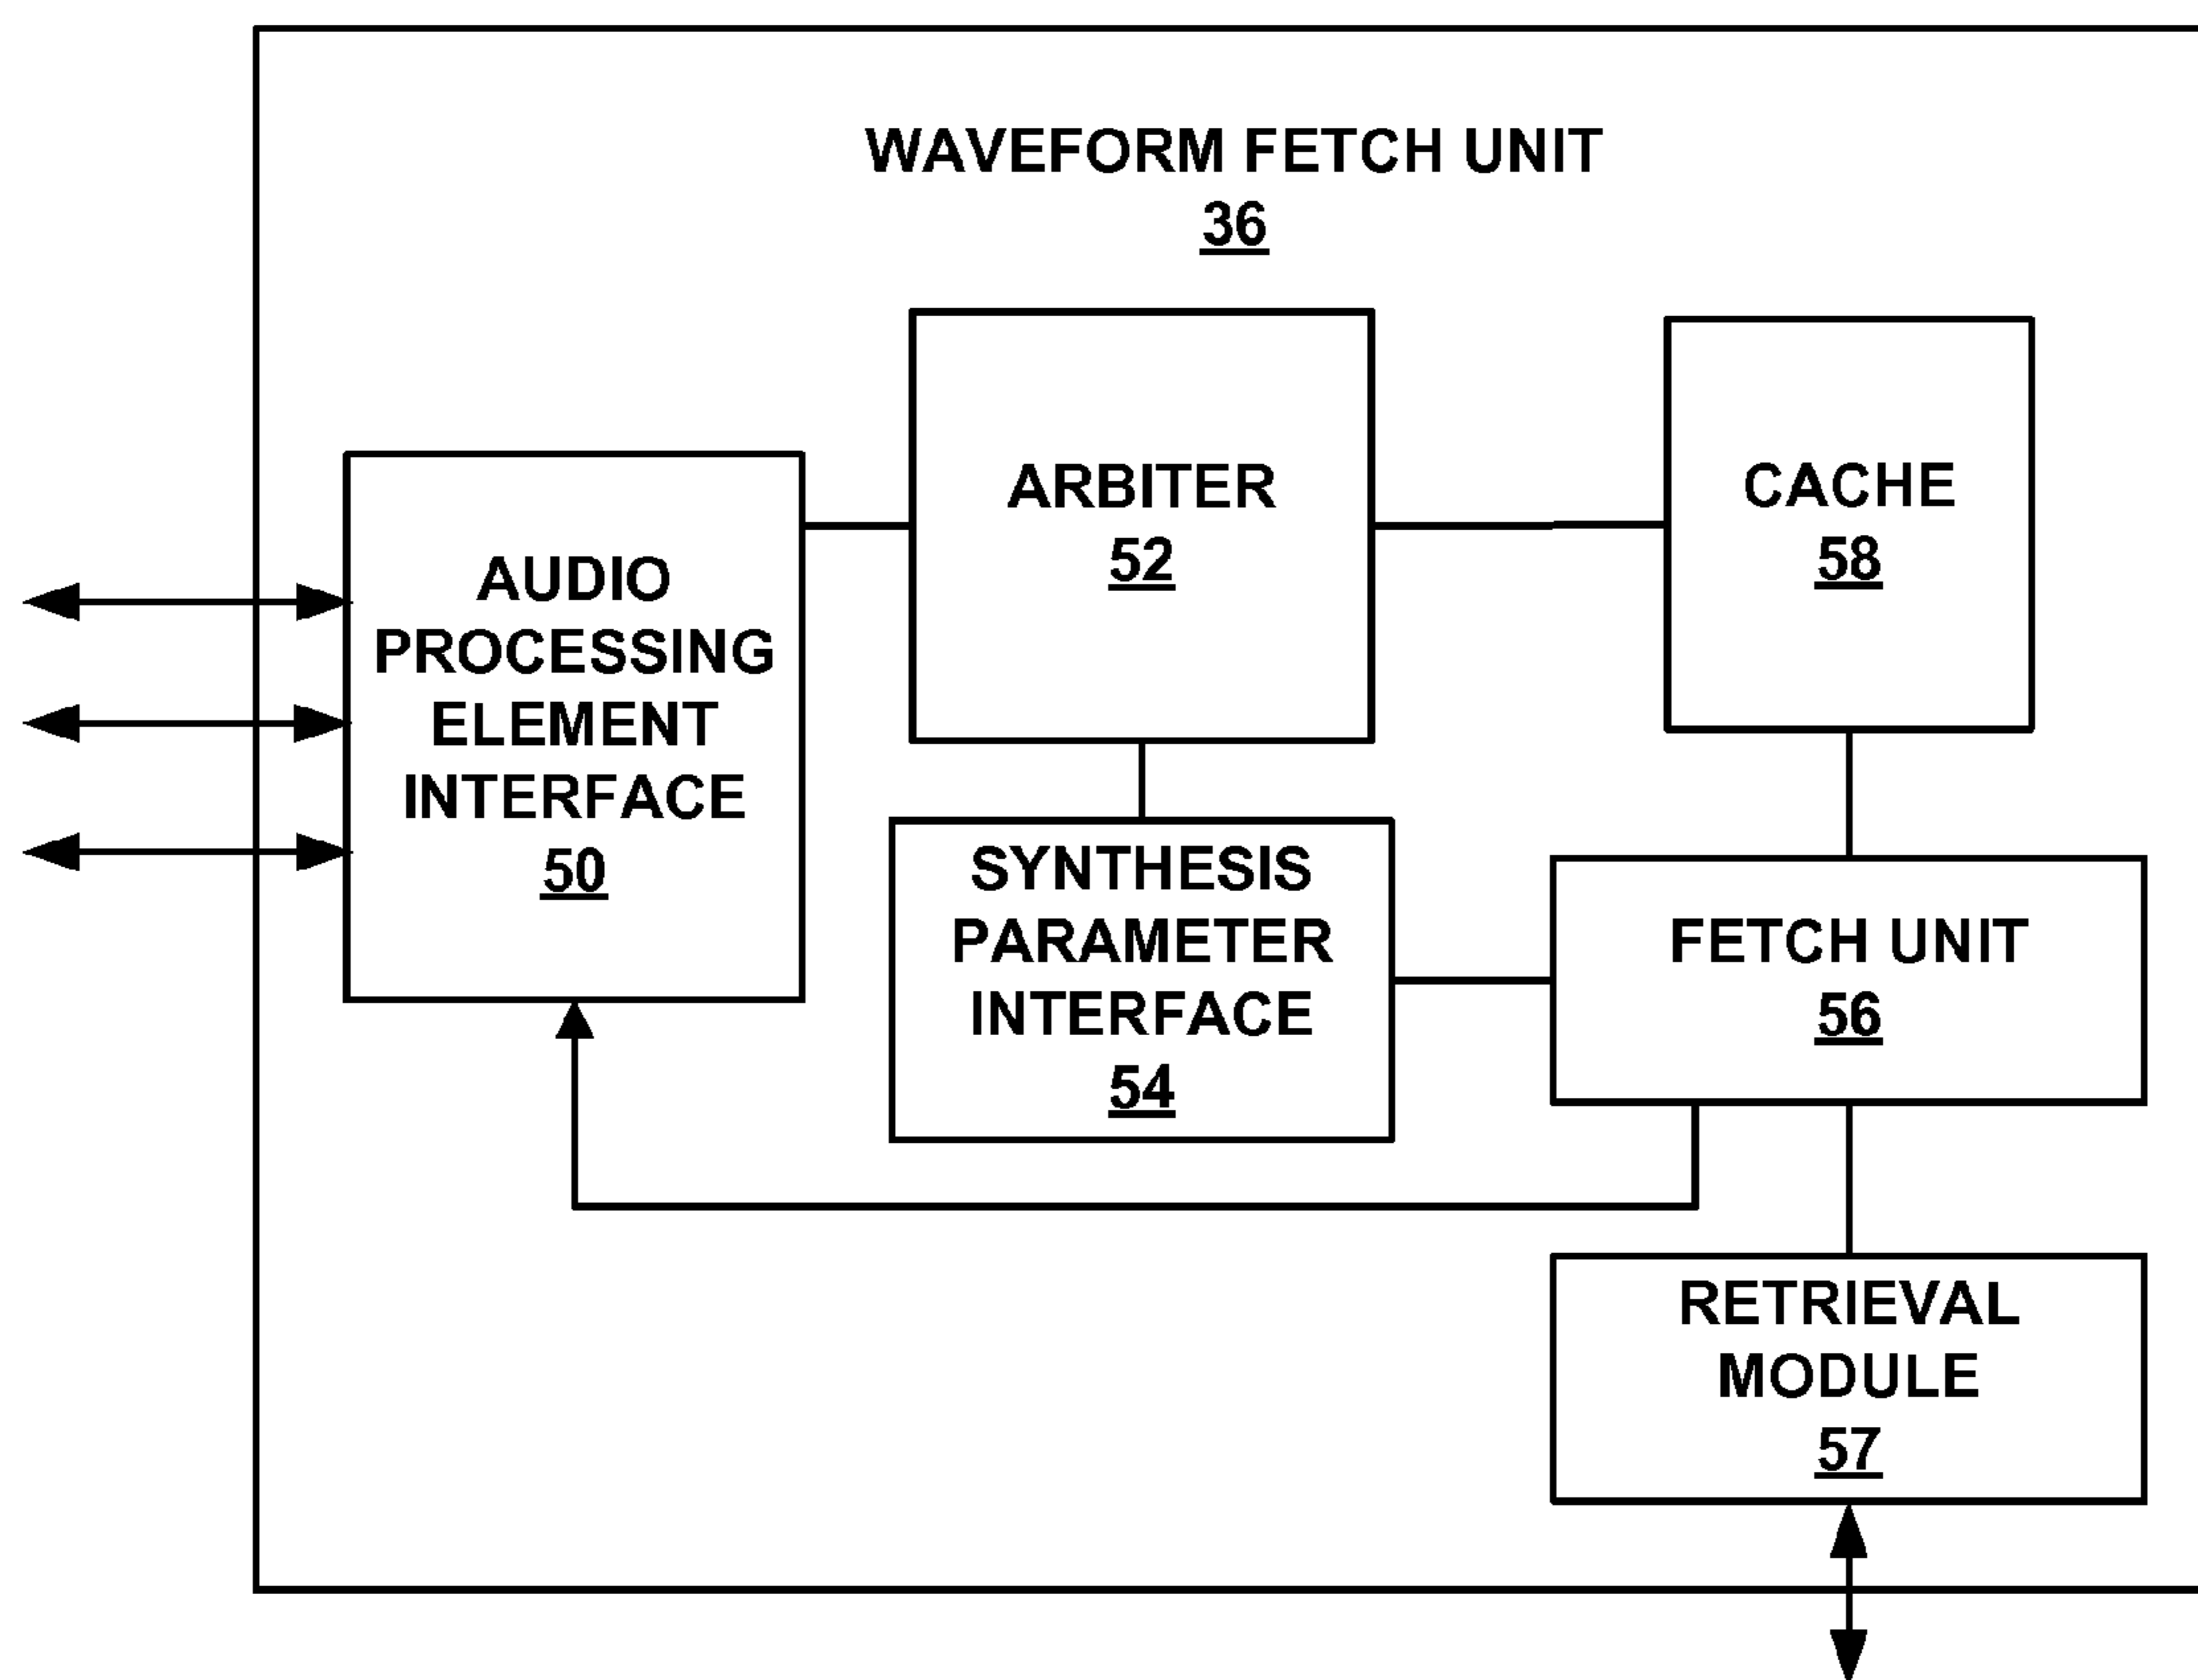 WAVEFORM FETCH UNIT
36
AUDIO
PROCESSING
ELEMENT
INTERFACE
50
ARBITER
52
CACHE
58
SYNTHESIS
PARAMETER
INTERFACE
54
FETCH UNIT
56
RETRIEVAL
MODULE
57